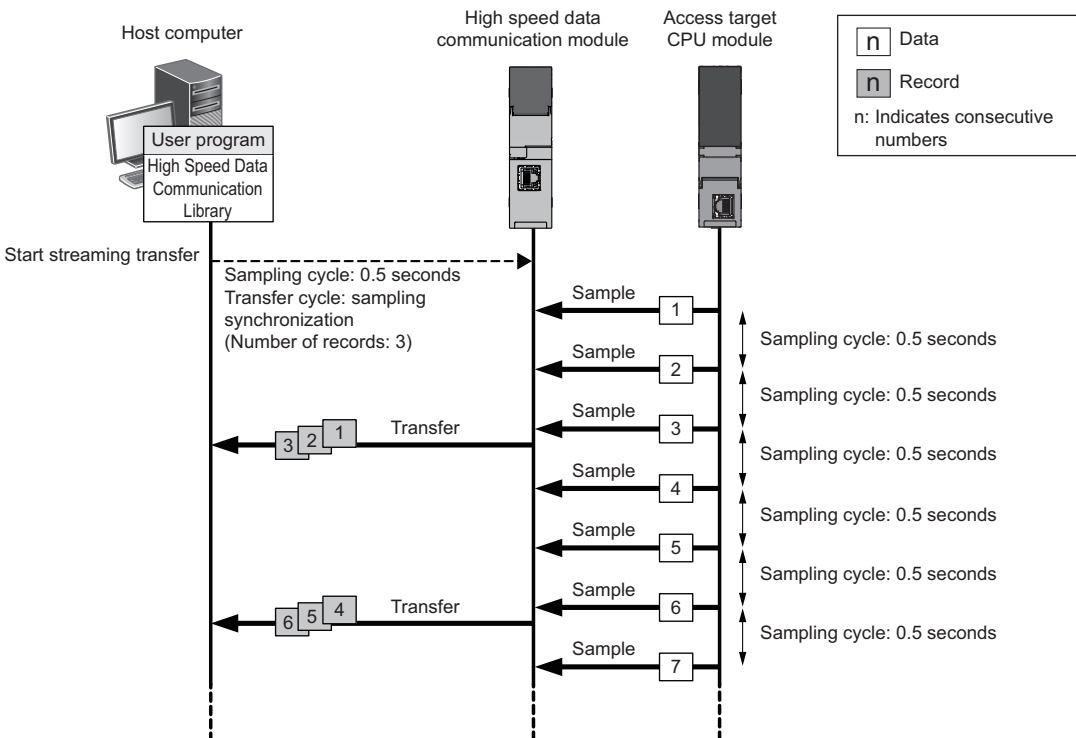 Host computer
High speed data
communication module
Access target
CPU module
n Data
n Record
n: Indicates consecutive
numbers
User program
High Speed Data
Communication
Library
Start streaming transfer
Sampling cycle: 0.5 seconds
Transfer cycle: sampling
synchronization
(Number of records: 3)
Sample
1
Sampling cycle: 0.5 seconds
Sample
2
Sampling cycle: 0.5 seconds
Sample
3
3 2 1 Transfer
Sampling cycle: 0.5 seconds
Sample
4
Sampling cycle: 0.5 seconds
Sample
5
Sampling cycle: 0.5 seconds
Sample
6
6 5 4 Transfer
Sampling cycle: 0.5 seconds
Sample
7